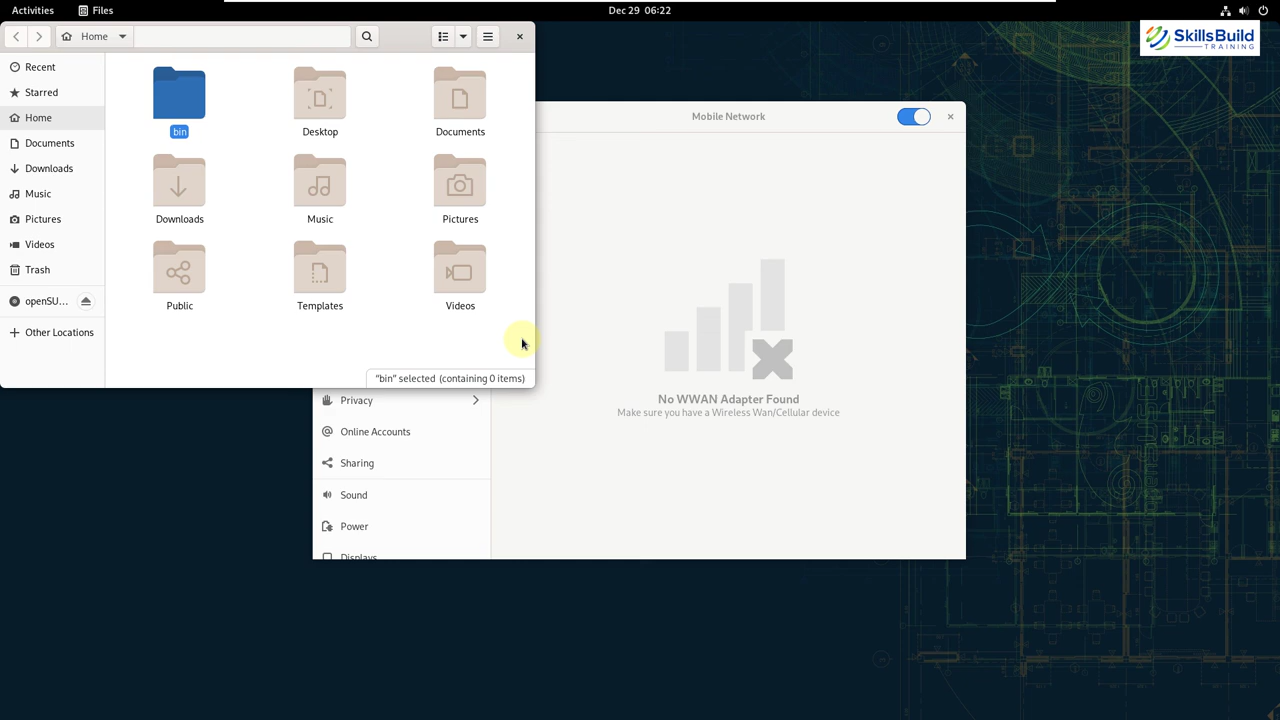 Activities
Files
Dec 29 06:22
SkillsBuild
TRAINING
Home
Recent
Starred
Home
Documents
Downloads
Music
Pictures
Videos
Trash
openSU...
Other Locations
bin
Desktop
Documents
Downloads
Music
Pictures
Public
Templates
Videos
"bin" selected (containing 0 items)
Mobile Network
No WWAN Adapter Found
Make sure you have a Wireless Wan/Cellular device
Privacy
Online Accounts
Sharing
Sound
Power
Displays